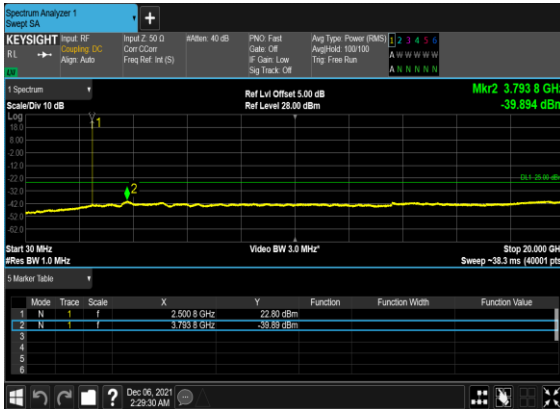 Spectrum Analyzer 1
Swept SA
+
KEYSIGHT Input: RF Input Z: 50 Ω #Atten: 40 dB PNO: Fast Avg Type: Power (RMS) 1 2 3 4 5 6
RL Coupling: DC Corr CCorr Gate: Off Avg|Hold: 100/100 A W W W W W
Align: Auto Freq Ref: Int (S) IF Gain: Low Trig: Free Run
Sig Track: Off A N N N N N
1 Spectrum Ref Lvl Offset 5.00 dB Mkr2 3.793 8 GHz
Scale/Div 10 dB Ref Level 28.00 dBm -39.894 dBm
Log
18.0
8.00
-2.00
-12.0
-22.0
-32.0
-42.0
-52.0
-62.0
1
2
DL1 -25.00 dBm
Start 30 MHz Video BW 3.0 MHz* Stop 20.000 GHz
#Res BW 1.0 MHz Sweep ~38.3 ms (40001 pts)
5 Marker Table
Mode Trace Scale X Y Function Function Width Function Value
1 N 1 f 2.500 8 GHz 22.80 dBm
2 N 1 f 3.793 8 GHz -39.89 dBm
3
4
5
6
? Dec 06, 2021
2:29:30 AM